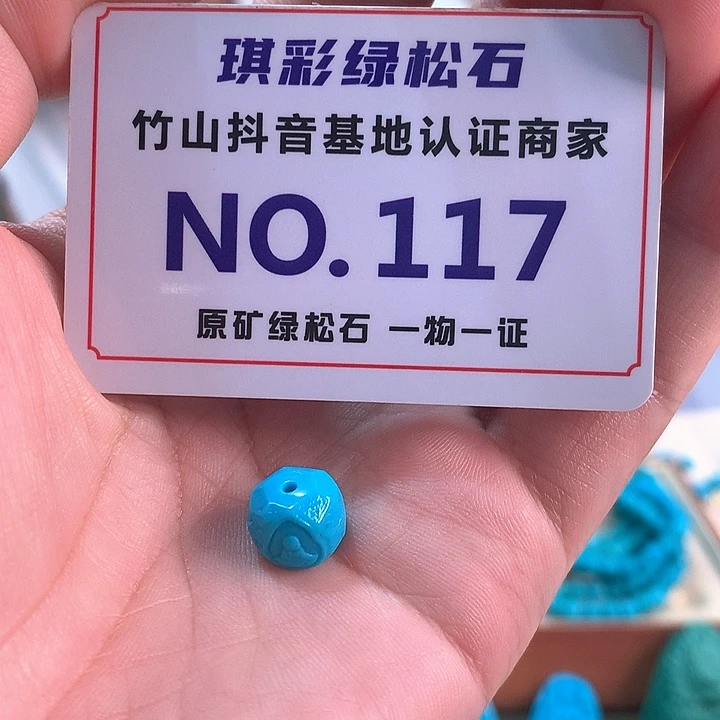 琪彩绿松石
竹山抖音基地认证商家
NO.117
原矿绿松石 一物一证